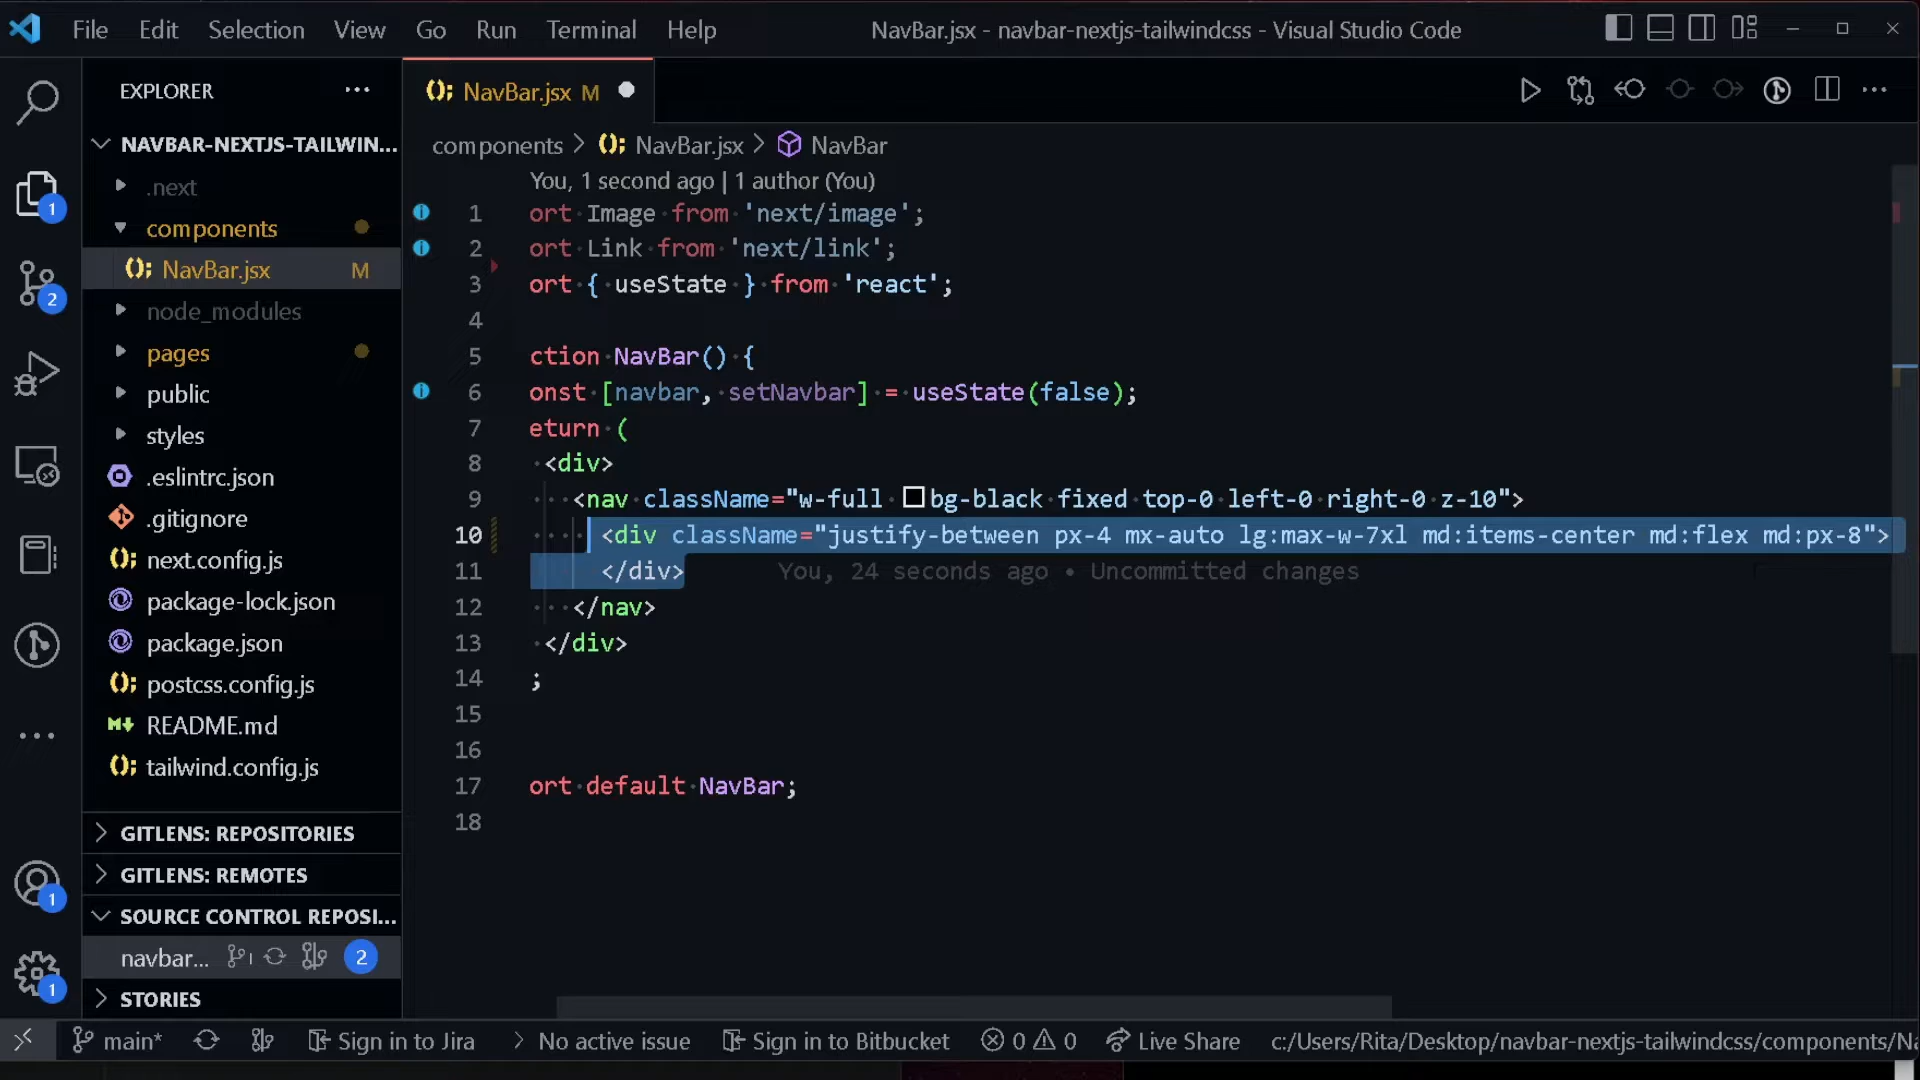 File Edit Selection View Go Run Terminal Help NavBar.jsx - navbar-nextjs-tailwindcss - Visual Studio Code
EXPLORER
NAVBAR-NEXTJS-TAILWIN...
.next
components
NavBar.jsx M
node_modules
pages
public
styles
.eslintrc.json
.gitignore
next.config.js
package-lock.json
package.json
postcss.config.js
README.md
tailwind.config.js
GITLENS: REPOSITORIES
GITLENS: REMOTES
SOURCE CONTROL REPOSI...
navbar... 2
STORIES
1
2
1
1
NavBar.jsx M
components > NavBar.jsx > NavBar
You, 1 second ago | 1 author (You)
1 ort Image from 'next/image';
2 ort Link from 'next/link';
3 ort { useState } from 'react';
4
5 ction NavBar() {
6 onst [navbar, setNavbar] = useState(false);
7 eturn (
8 <div>
9 <nav className="w-full bg-black fixed top-0 left-0 right-0 z-10">
10 <div className="justify-between px-4 mx-auto lg:max-w-7xl md:items-center md:flex md:px-8">
11 </div> You, 24 seconds ago • Uncommitted changes
12 </nav>
13 </div>
14 ;
15
16
17 ort default NavBar;
18
main* Sign in to Jira > No active issue Sign in to Bitbucket 0 0 Live Share c:/Users/Rita/Desktop/navbar-nextjs-tailwindcss/components/Na